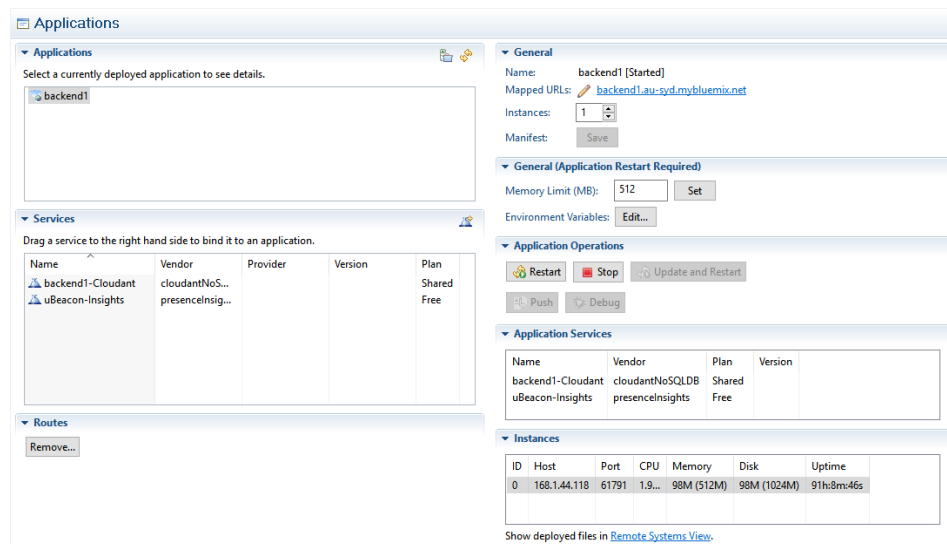 Applications
Applications
Select a currently deployed application to see details.
backend1
Services
Drag a service to the right hand side to bind it to an application.
Name Vendor Provider Version Plan
backend1-Cloudant cloudantNoS... Shared
uBeacon-Insights presenceinsig... Free
Routes
Remove...
General
Name: backend1 [Started]
Mapped URLs: backend1.au-syd.mybluemix.net
Instances: 1
Manifest: Save
General (Application Restart Required)
Memory Limit (MB): 512 Set
Environment Variables: Edit...
Application Operations
Restart Stop Update and Restart
Push Debug
Application Services
Name Vendor Plan Version
backend1-Cloudant cloudantNoSQLDB Shared
uBeacon-Insights presenceinsights Free
Instances
ID Host Port CPU Memory Disk Uptime
0 168.1.44.118 61791 1.9... 98M (512M) 98M (1024M) 91h:8m:46s
Show deployed files in Remote Systems View.